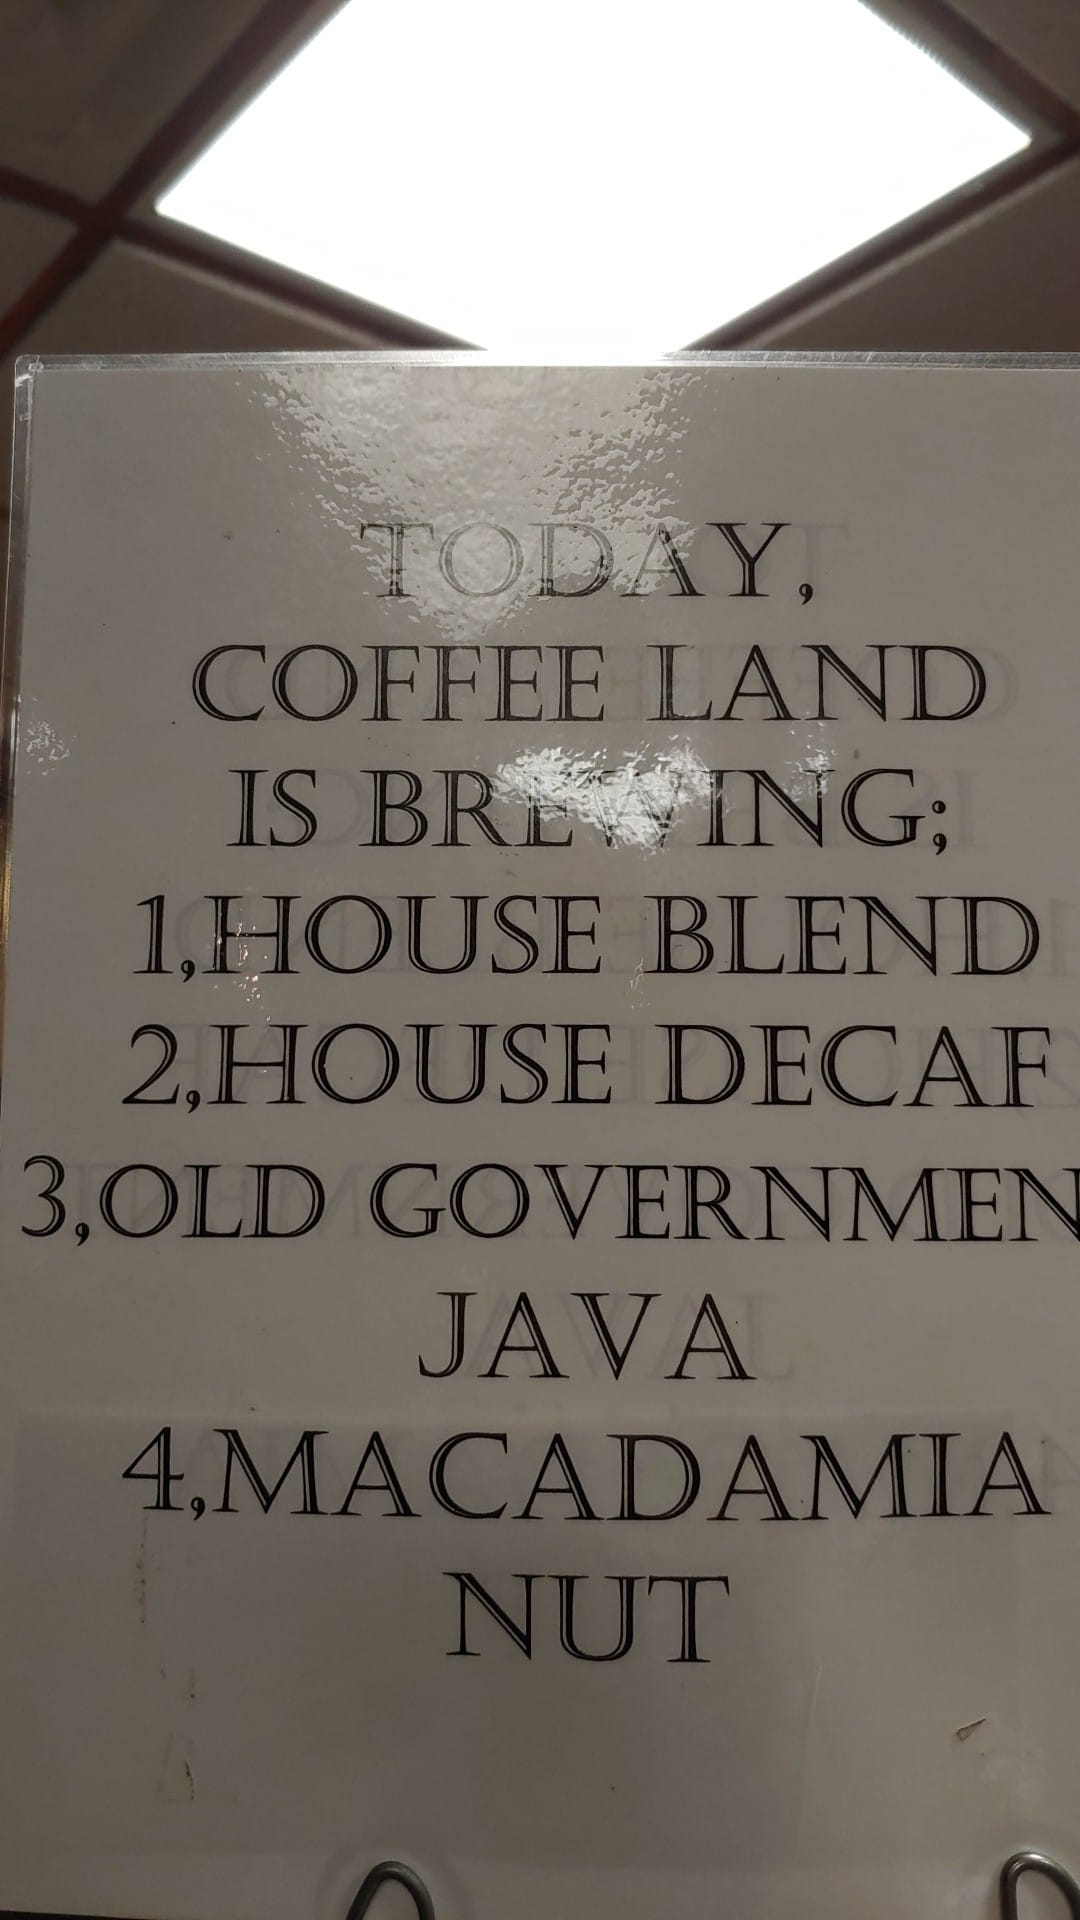 TODAY,
COFFEE LAND
IS BREWING;
1,HOUSE BLEND
2,HOUSE DECAF
3,OLD GOVERNMEN
JAVA
4,MACADAMIA
NUT